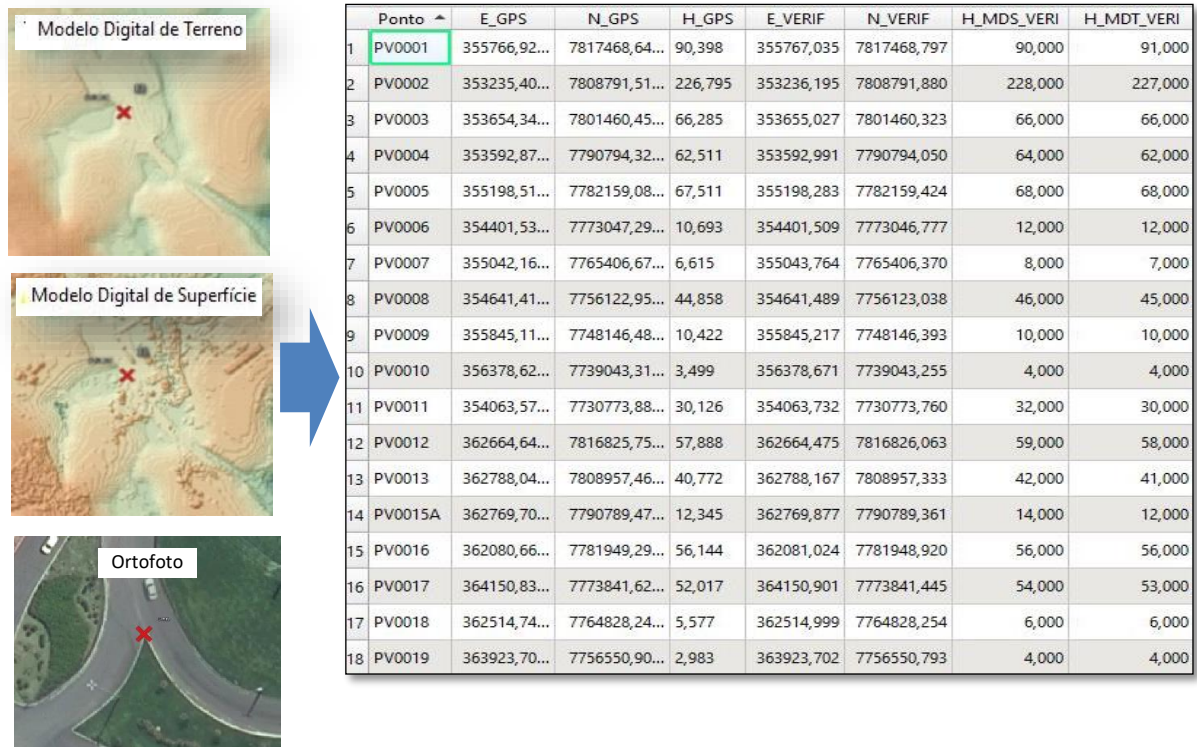 Modelo Digital de Terreno
Modelo Digital de Superfície
Ortofoto
Ponto E_GPS N_GPS H_GPS E_VERIF N_VERIF H_MDS_VERI H_MDT_VERI
1 PV0001 355766,92... 7817468,64... 90,398 355767,035 7817468,797 90,000 91,000
2 PV0002 353235,40... 7808791,51... 226,795 353236,195 7808791,880 228,000 227,000
3 PV0003 353654,34... 7801460,45... 66,285 353655,027 7801460,323 66,000 66,000
4 PV0004 353592,87... 7790794,32... 62,511 353592,991 7790794,050 64,000 62,000
5 PV0005 355198,51... 7782159,08... 67,511 355198,283 7782159,424 68,000 68,000
6 PV0006 354401,53... 7773047,29... 10,693 354401,509 7773046,777 12,000 12,000
7 PV0007 355042,16... 7765406,67... 6,615 355043,764 7765406,370 8,000 7,000
8 PV0008 354641,41... 7756122,95... 44,858 354641,489 7756123,038 46,000 45,000
9 PV0009 355845,11... 7748146,48... 10,422 355845,217 7748146,393 10,000 10,000
10 PV0010 356378,62... 7739043,31... 3,499 356378,671 7739043,255 4,000 4,000
11 PV0011 354063,57... 7730773,88... 30,126 354063,732 7730773,760 32,000 30,000
12 PV0012 362664,64... 7816825,75... 57,888 362664,475 7816826,063 59,000 58,000
13 PV0013 362788,04... 7808957,46... 40,772 362788,167 7808957,333 42,000 41,000
14 PV0015A 362769,70... 7790789,47... 12,345 362769,877 7790789,361 14,000 12,000
15 PV0016 362080,66... 7781949,29... 56,144 362081,024 7781948,920 56,000 56,000
16 PV0017 364150,83... 7773841,62... 52,017 364150,901 7773841,445 54,000 53,000
17 PV0018 362514,74... 7764828,24... 5,577 362514,999 7764828,254 6,000 6,000
18 PV0019 363923,70... 7756550,90... 2,983 363923,702 7756550,793 4,000 4,000